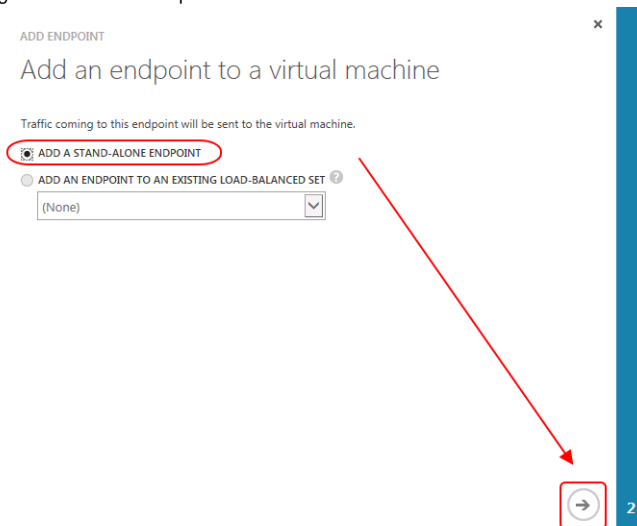 ADD ENDPOINT
Add an endpoint to a virtual machine
Traffic coming to this endpoint will be sent to the virtual machine.
ADD A STAND-ALONE ENDPOINT
ADD AN ENDPOINT TO AN EXISTING LOAD-BALANCED SET ?
(None)
2